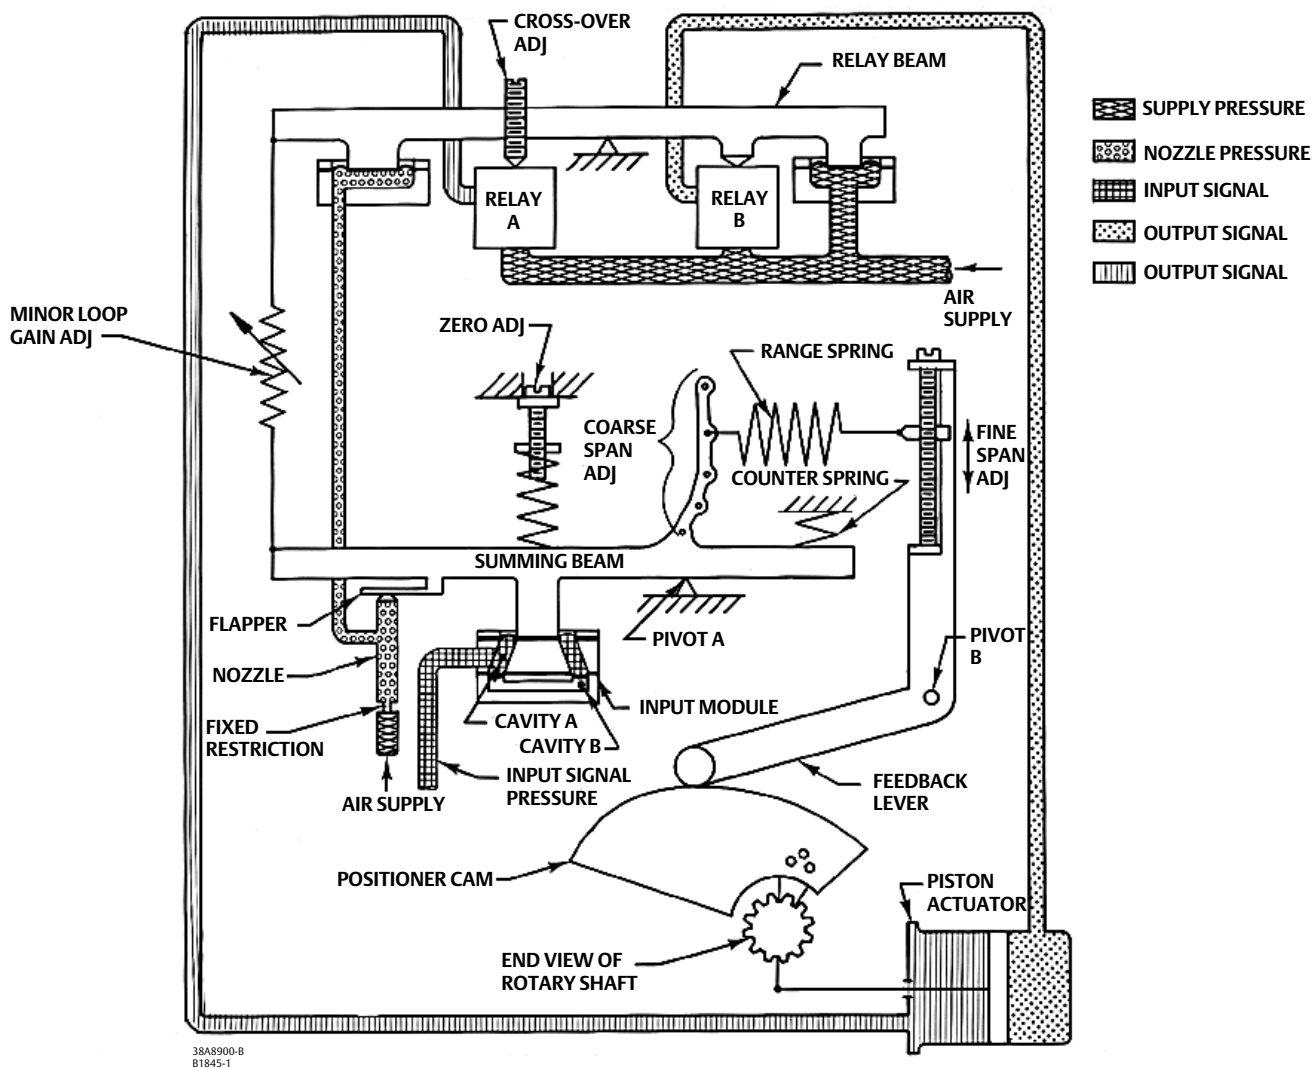 CROSS-OVER
ADJ
RELAY BEAM
SUPPLY PRESSURE
NOZZLE PRESSURE
INPUT SIGNAL
OUTPUT SIGNAL
OUTPUT SIGNAL
RELAY
A
RELAY
B
AIR
SUPPLY
MINOR LOOP
GAIN ADJ
ZERO ADJ
RANGE SPRING
COARSE
SPAN
ADJ
COUNTER SPRING
FINE
SPAN
ADJ
SUMMING BEAM
FLAPPER
PIVOT A
PIVOT
B
NOZZLE
INPUT MODULE
CAVITY A
CAVITY B
FIXED
RESTRICTION
INPUT SIGNAL
PRESSURE
AIR SUPPLY
FEEDBACK
LEVER
POSITIONER CAM
PISTON
ACTUATOR
END VIEW OF
ROTARY SHAFT
38A8900-B
B1845-1